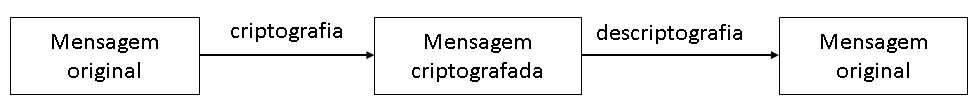 Mensagem
original
criptografia
Mensagem
criptografada
descriptografia
Mensagem
original